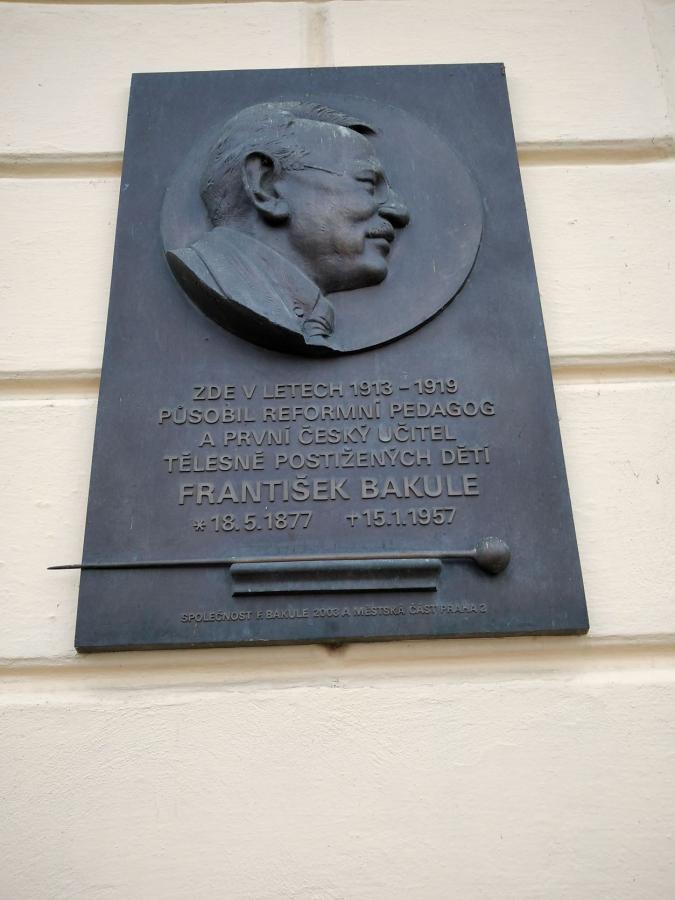 ZDE V LETECH 1913 – 1919
PŮSOBIL REFORMNÍ PEDAGOG
A PRVNÍ ČESKÝ UČITEL
TĚLESNĚ POSTIŽENÝCH DĚTÍ
FRANTIŠEK BAKULE
*18.5.1877 †15.1.1957
SPOLEČNOST F. BAKULE 2003 A MĚSTSKÁ ČÁST PRAHA 2